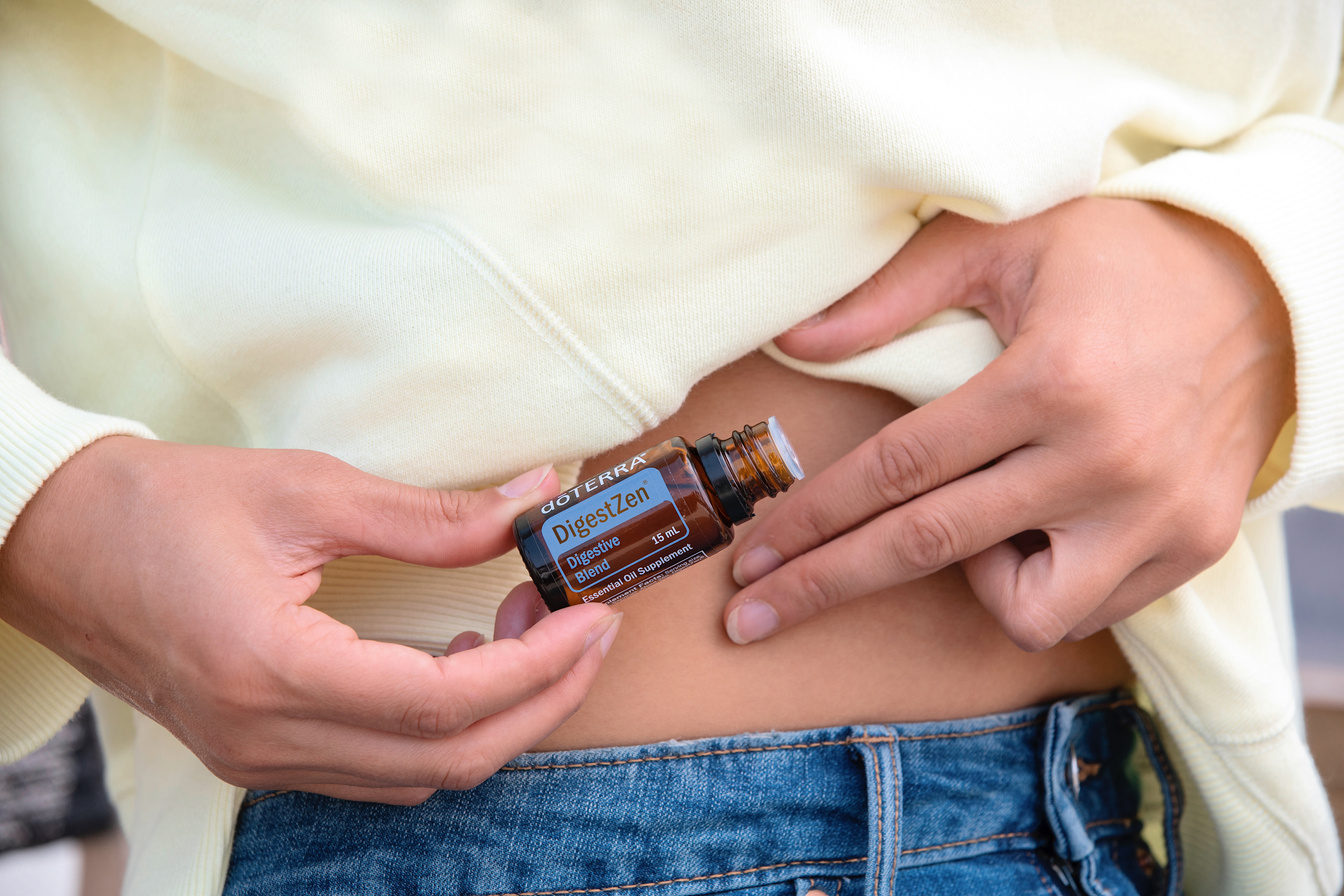 dōTERRA
DigestZen®
Digestive
Blend
15 mL
Essential Oil Supplement